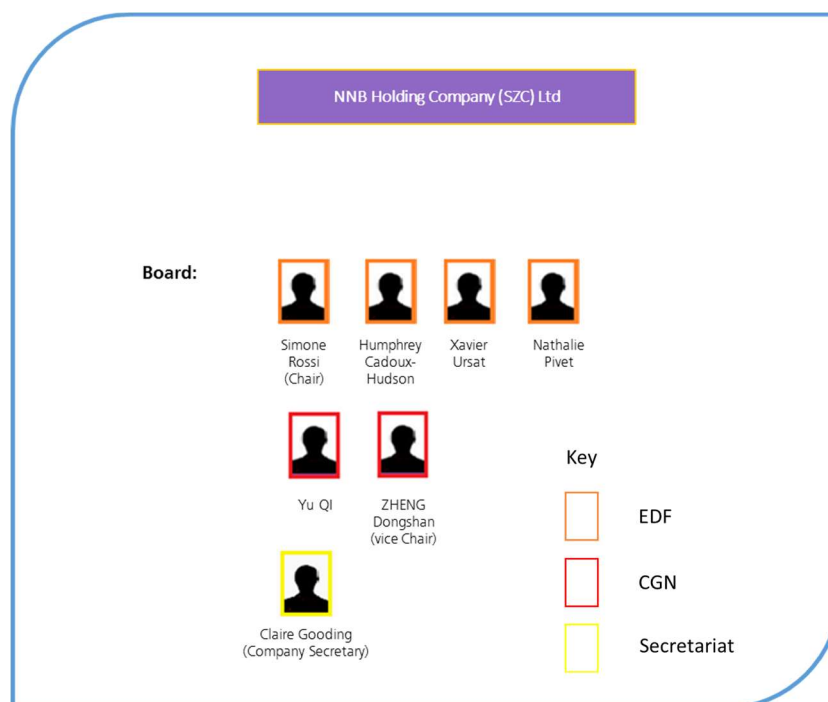 NNB Holding Company (SZC) Ltd
Board:
Simone
Rossi
(Chair)
Humphrey
Cadoux-
Hudson
Xavier
Ursat
Nathalie
Pivet
Yu QI
ZHENG
Dongshan
(vice Chair)
Claire Gooding
(Company Secretary)
Key
EDF
CGN
Secretariat